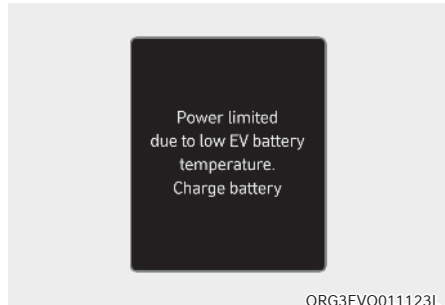 Power limited
due to low EV battery
temperature.
Charge battery
ORG3EVQ011123L